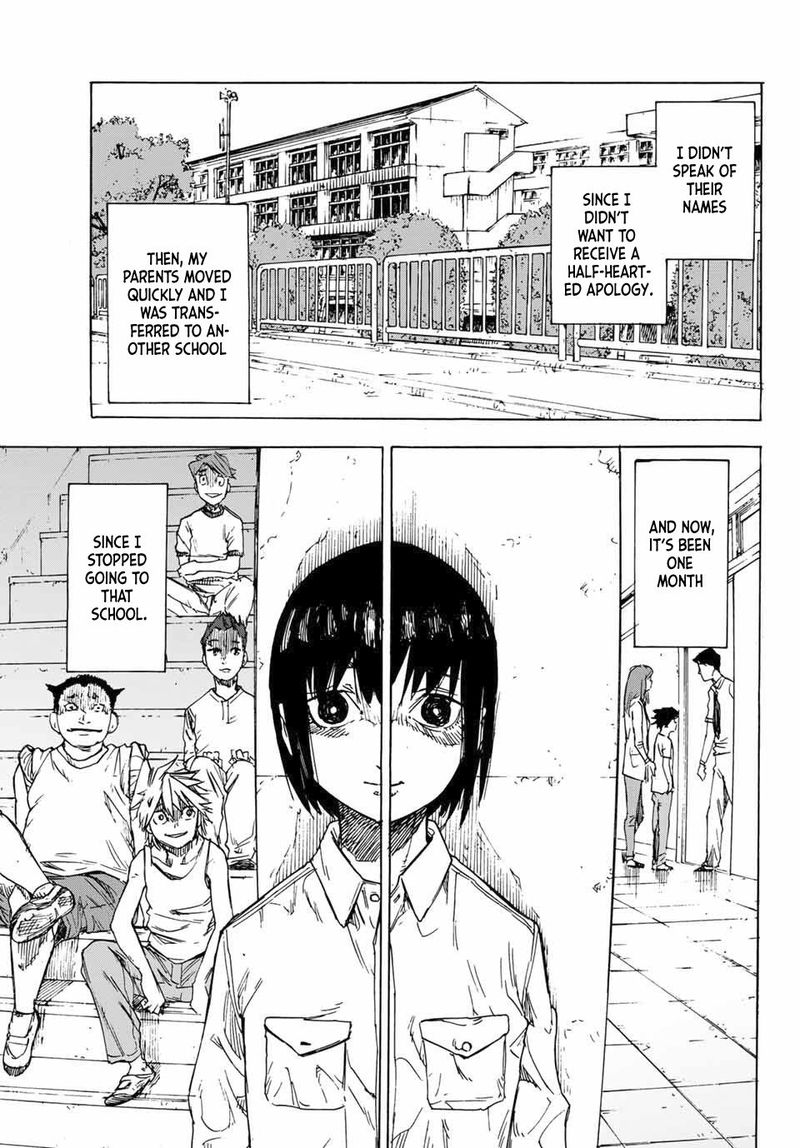 I DIDN'T
SPEAK OF
THEIR
NAMES
SINCE I
DIDN'T
WANT TO
RECEIVE A
HALF-HEART-
ED APOLOGY.
THEN, MY
PARENTS MOVED
QUICKLY AND I
WAS TRANS-
FERRED TO AN-
OTHER SCHOOL
AND NOW,
IT'S BEEN
ONE
MONTH
SINCE I
STOPPED
GOING TO
THAT
SCHOOL.